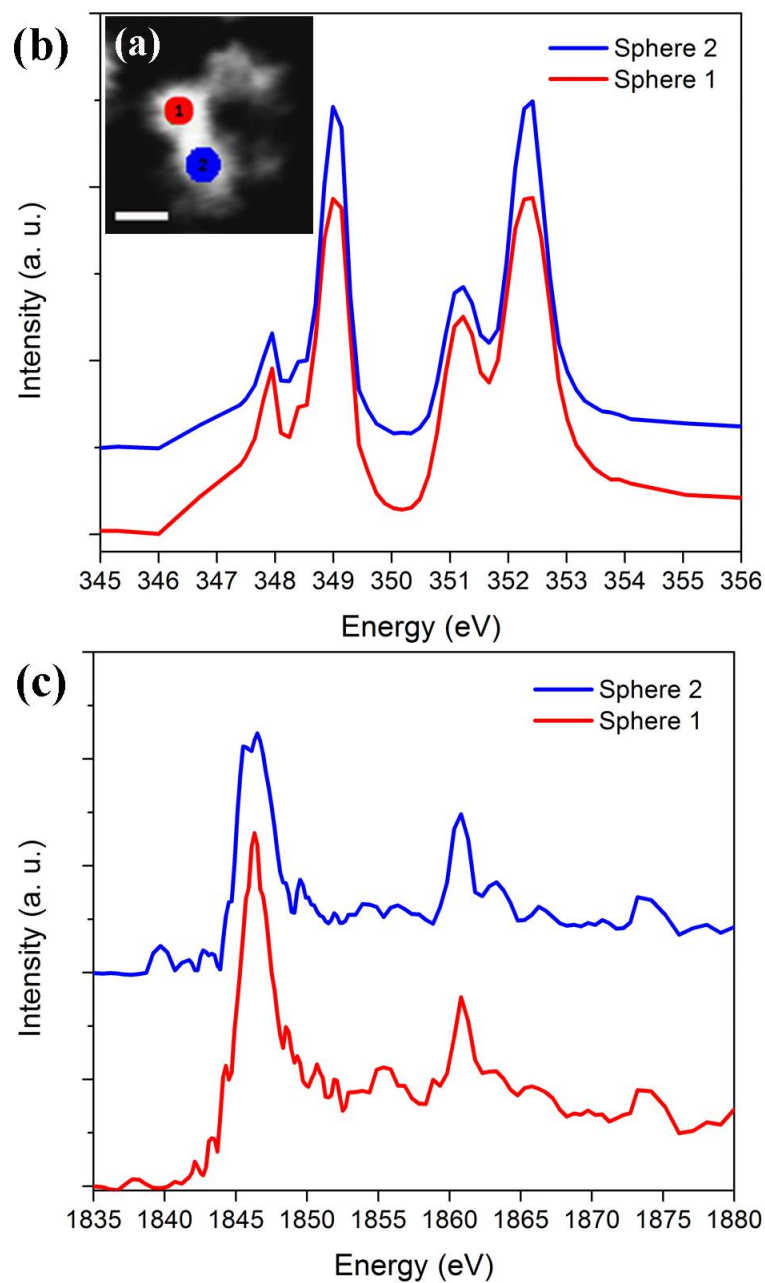 (b)
(a)
1
2
Sphere 2
Sphere 1
Intensity (a. u.)
345 346 347 348 349 350 351 352 353 354 355 356
Energy (eV)
(c)
Sphere 2
Sphere 1
Intensity (a. u.)
1835 1840 1845 1850 1855 1860 1865 1870 1875 1880
Energy (eV)